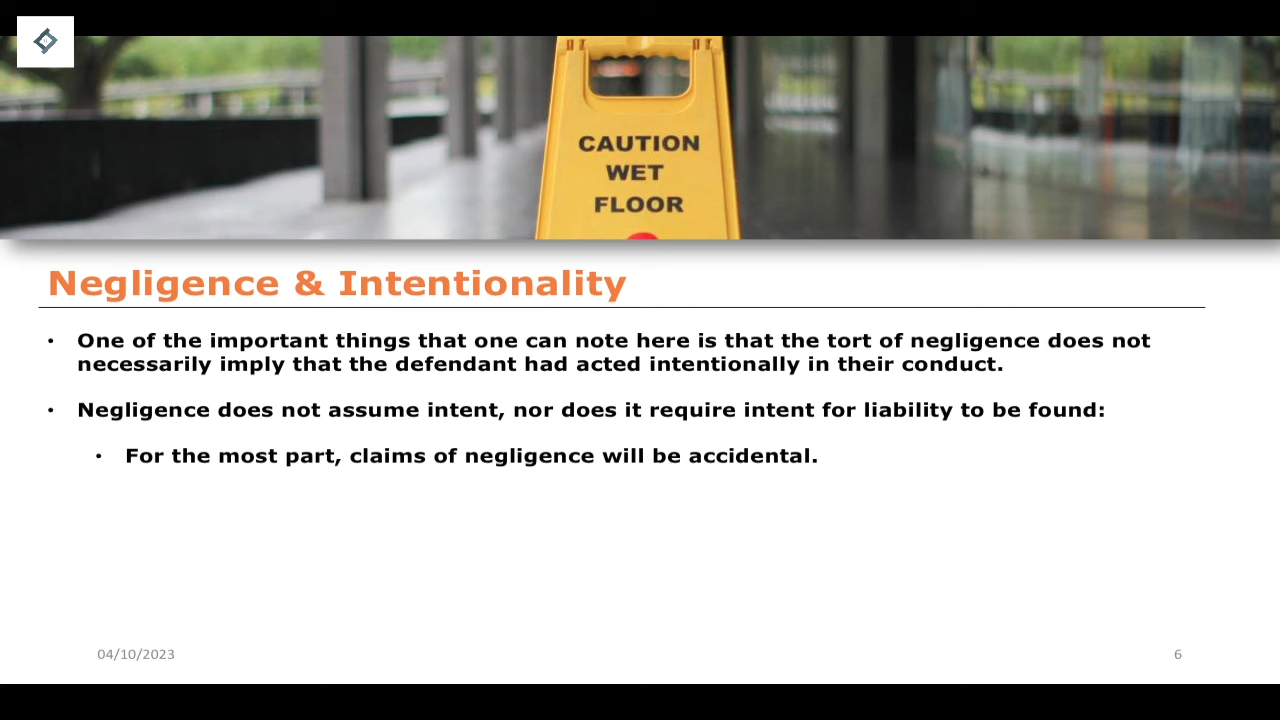 CAUTION
WET
FLOOR
Negligence & Intentionality
• One of the important things that one can note here is that the tort of negligence does not
necessarily imply that the defendant had acted intentionally in their conduct.
• Negligence does not assume intent, nor does it require intent for liability to be found:
• For the most part, claims of negligence will be accidental.
04/10/2023
6